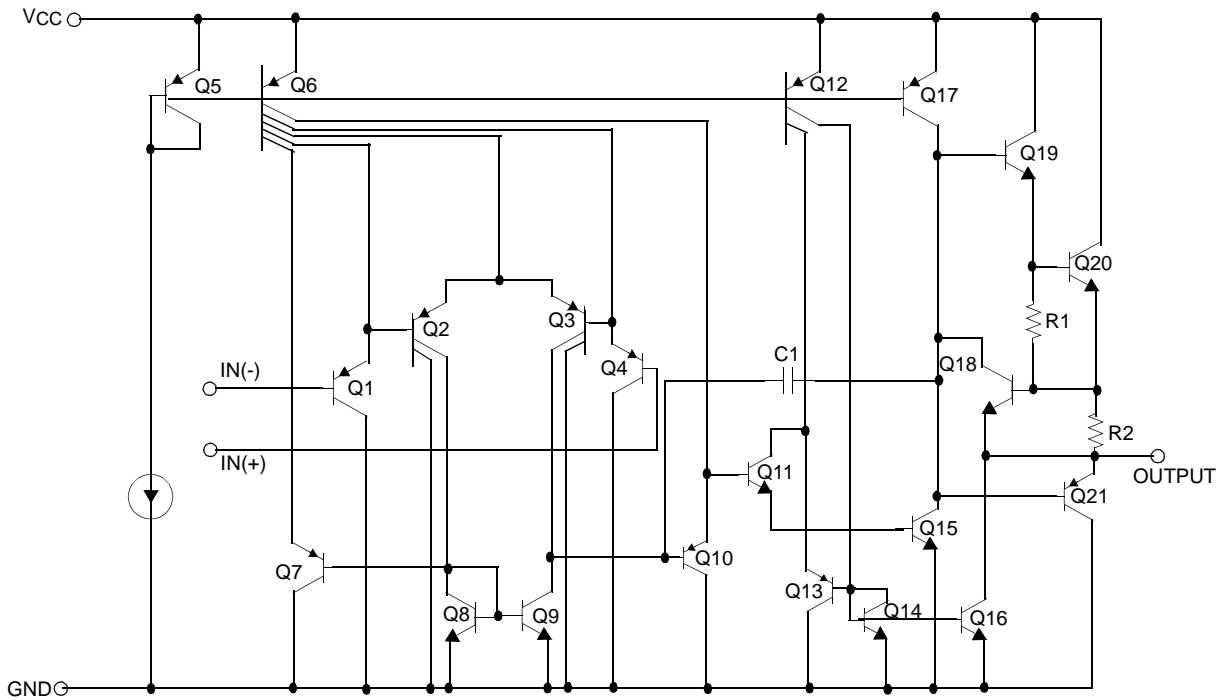 VCC
Q5
Q6
Q12
Q17
Q19
Q20
Q2
Q3
R1
C1
Q4
Q18
IN(-)
Q1
R2
IN(+)
Q11
OUTPUT
Q21
Q15
Q10
Q7
Q13
Q8
Q9
Q14
Q16
GND